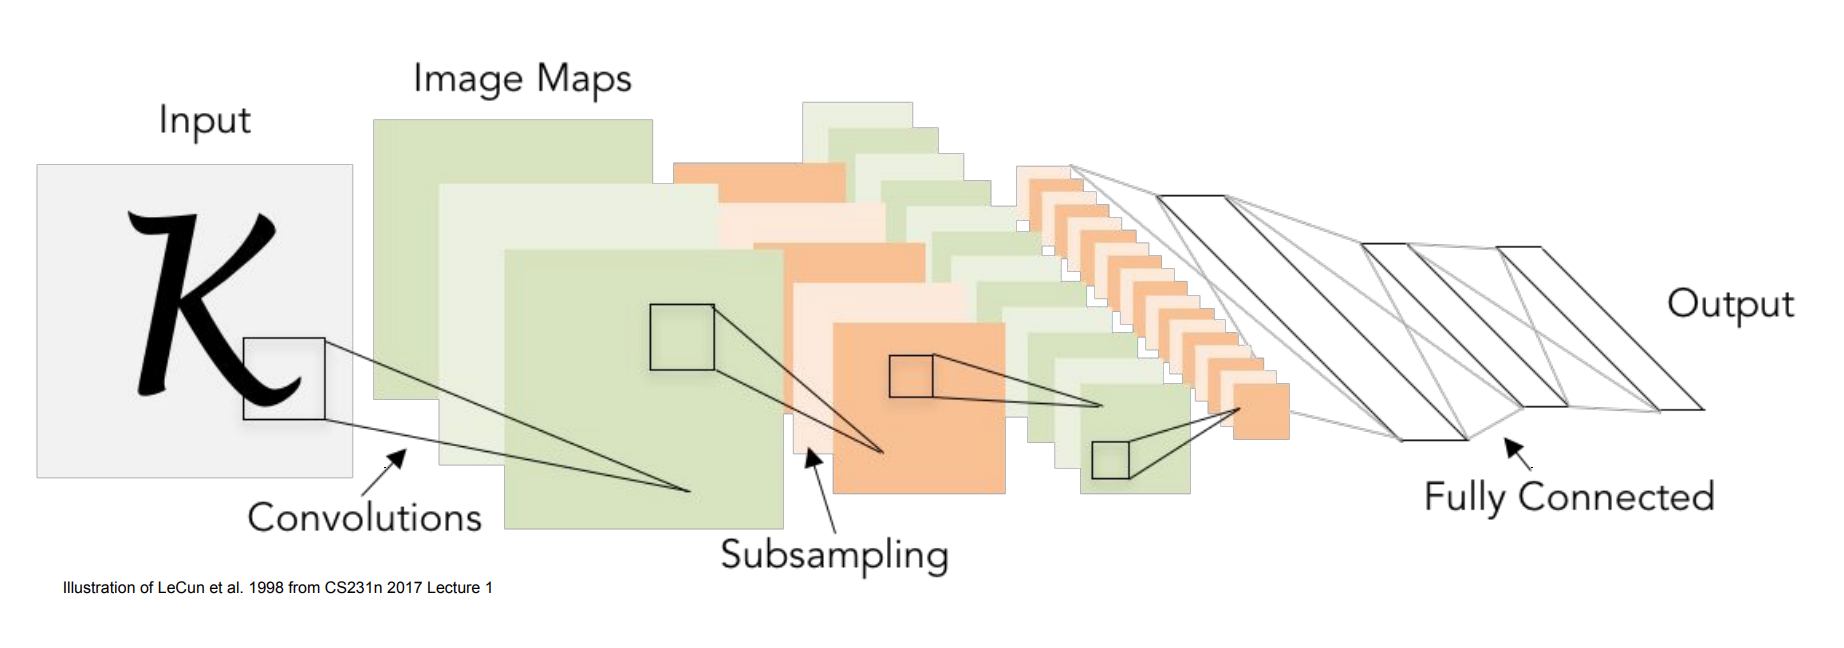 Image Maps
Input
K
Output
Convolutions
Subsampling
Fully Connected
Illustration of LeCun et al. 1998 from CS231n 2017 Lecture 1